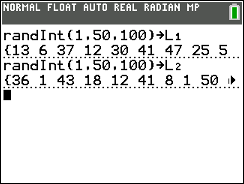 NORMAL FLOAT AUTO REAL RADIAN MP
randInt(1,50,100)→L₁
{13 6 37 12 30 41 47 25 5
randInt(1,50,100)→L₂
{36 1 43 18 12 41 8 1 50